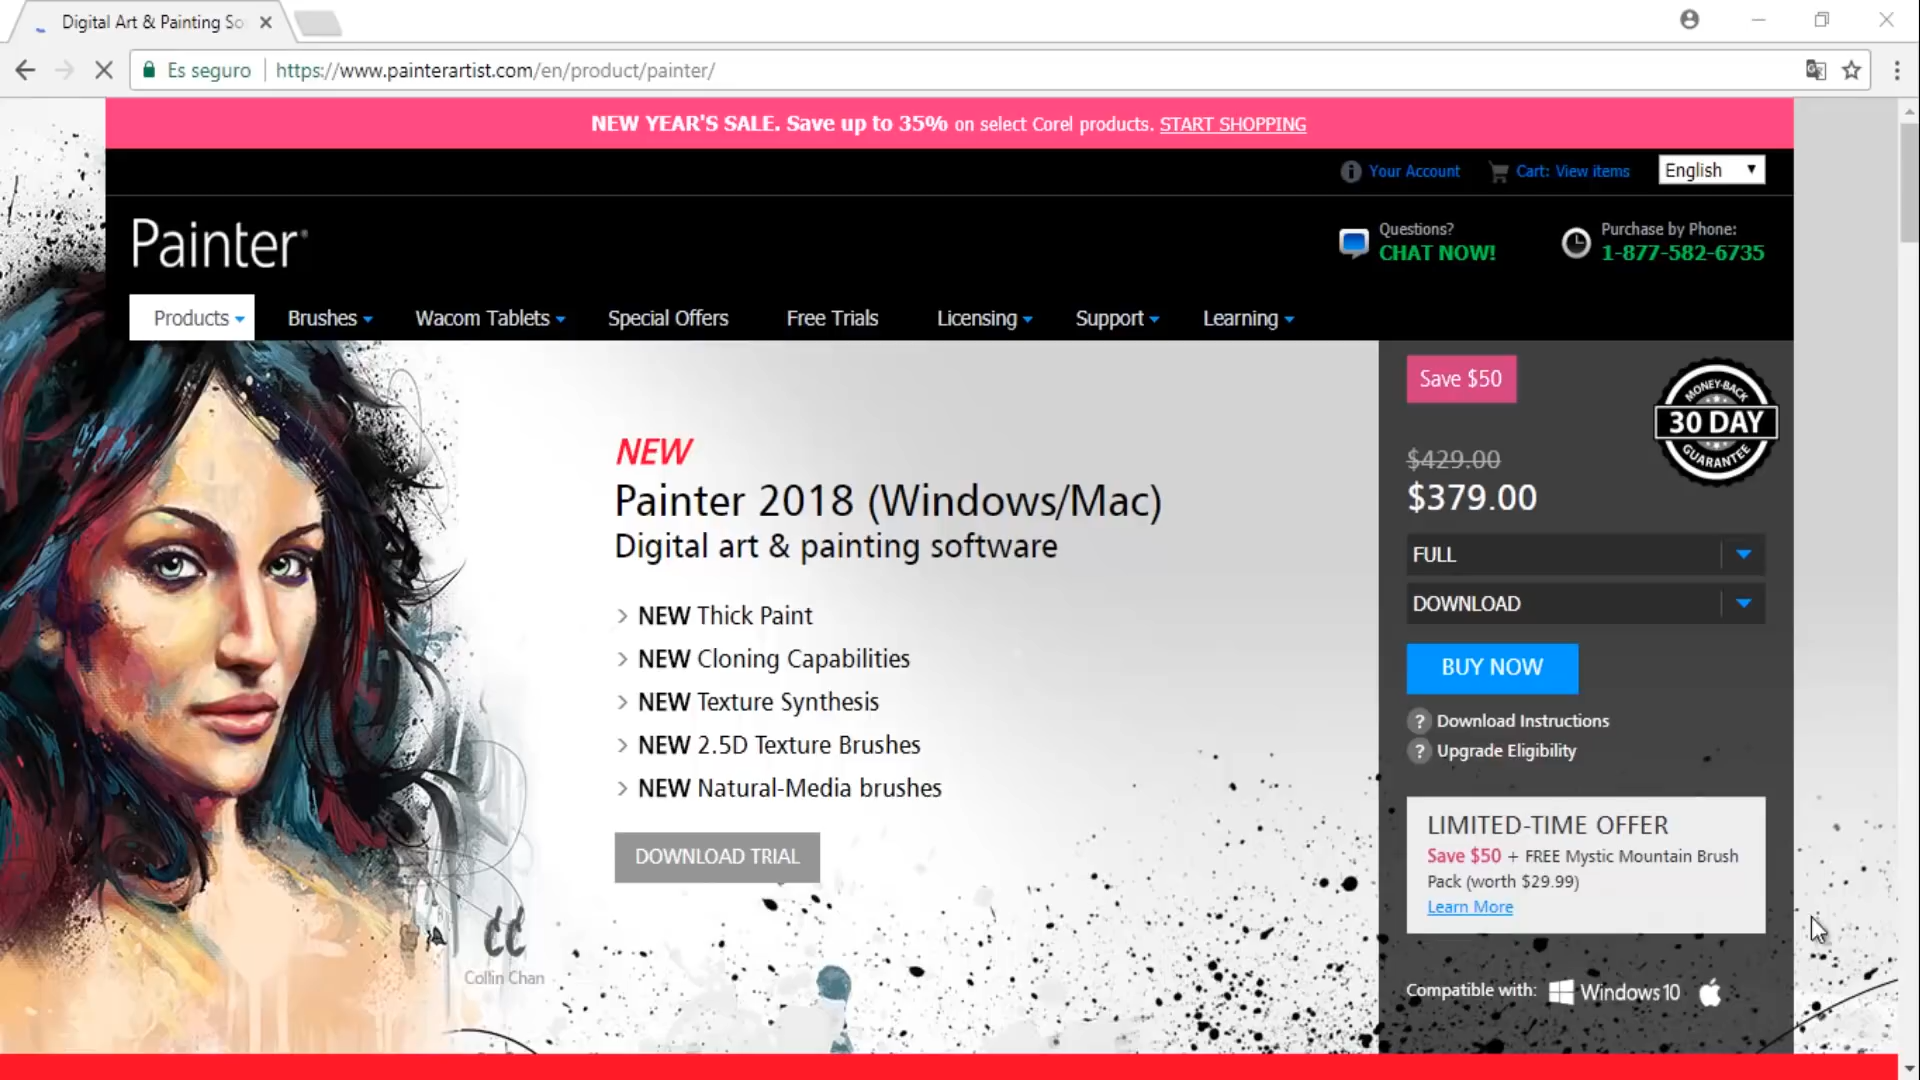 Digital Art & Painting So
Es seguro
https://www.painterartist.com/en/product/painter/
NEW YEAR'S SALE. Save up to 35% on select Corel products. START SHOPPING
Your Account
Cart: View items
English
Painter
Questions?
CHAT NOW!
Purchase by Phone:
1-877-582-6735
Products
Brushes
Wacom Tablets
Special Offers
Free Trials
Licensing
Support
Learning
NEW
Painter 2018 (Windows/Mac)
Digital art & painting software
> NEW Thick Paint
> NEW Cloning Capabilities
> NEW Texture Synthesis
> NEW 2.5D Texture Brushes
> NEW Natural-Media brushes
DOWNLOAD TRIAL
CC
Collin Chan
Save $50
MONEY-BACK
30 DAY
GUARANTEE
$429.00
$379.00
FULL
DOWNLOAD
BUY NOW
? Download Instructions
? Upgrade Eligibility
LIMITED-TIME OFFER
Save $50 + FREE Mystic Mountain Brush
Pack (worth $29.99)
Learn More
Compatible with: Windows 10